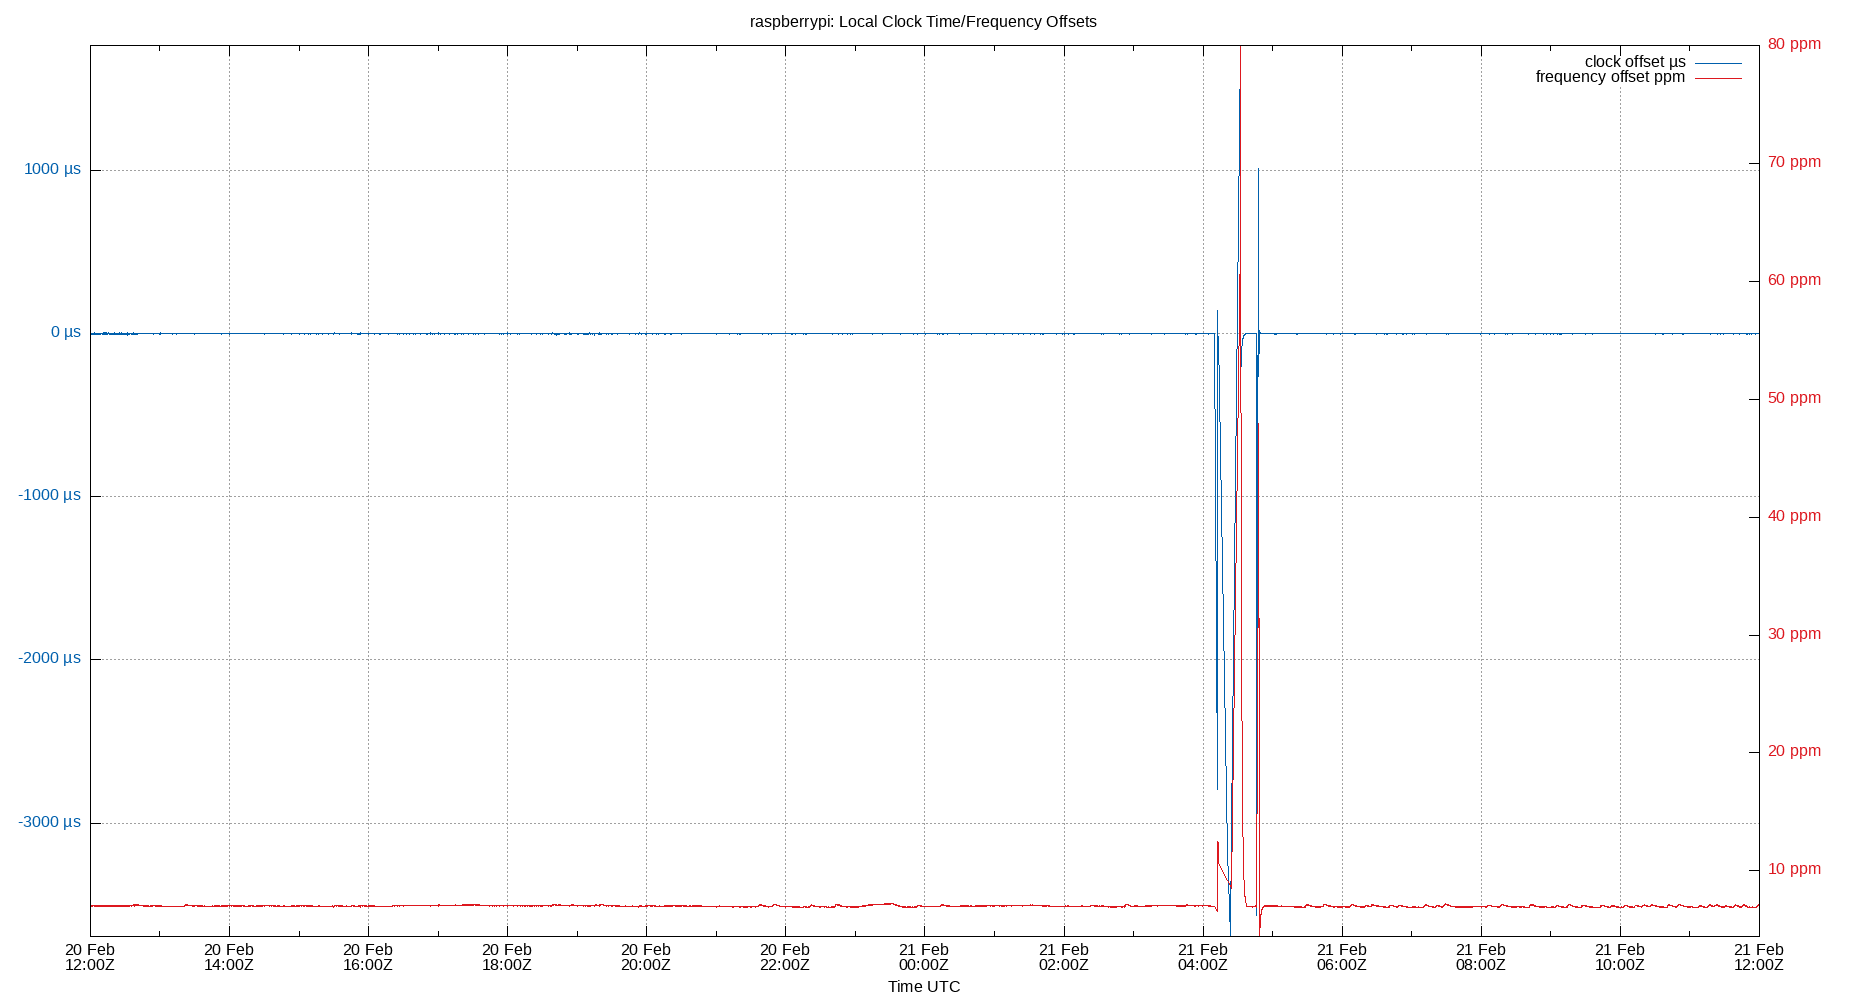 raspberrypi: Local Clock Time/Frequency Offsets
clock offset µs
frequency offset ppm
1000 µs
0 µs
-1000 µs
-2000 µs
-3000 µs
80 ppm
70 ppm
60 ppm
50 ppm
40 ppm
30 ppm
20 ppm
10 ppm
20 Feb 20 Feb 20 Feb 20 Feb 20 Feb 20 Feb 21 Feb 21 Feb 21 Feb 21 Feb 21 Feb 21 Feb 21 Feb
12:00Z 14:00Z 16:00Z 18:00Z 20:00Z 22:00Z 00:00Z 02:00Z 04:00Z 06:00Z 08:00Z 10:00Z 12:00Z
Time UTC